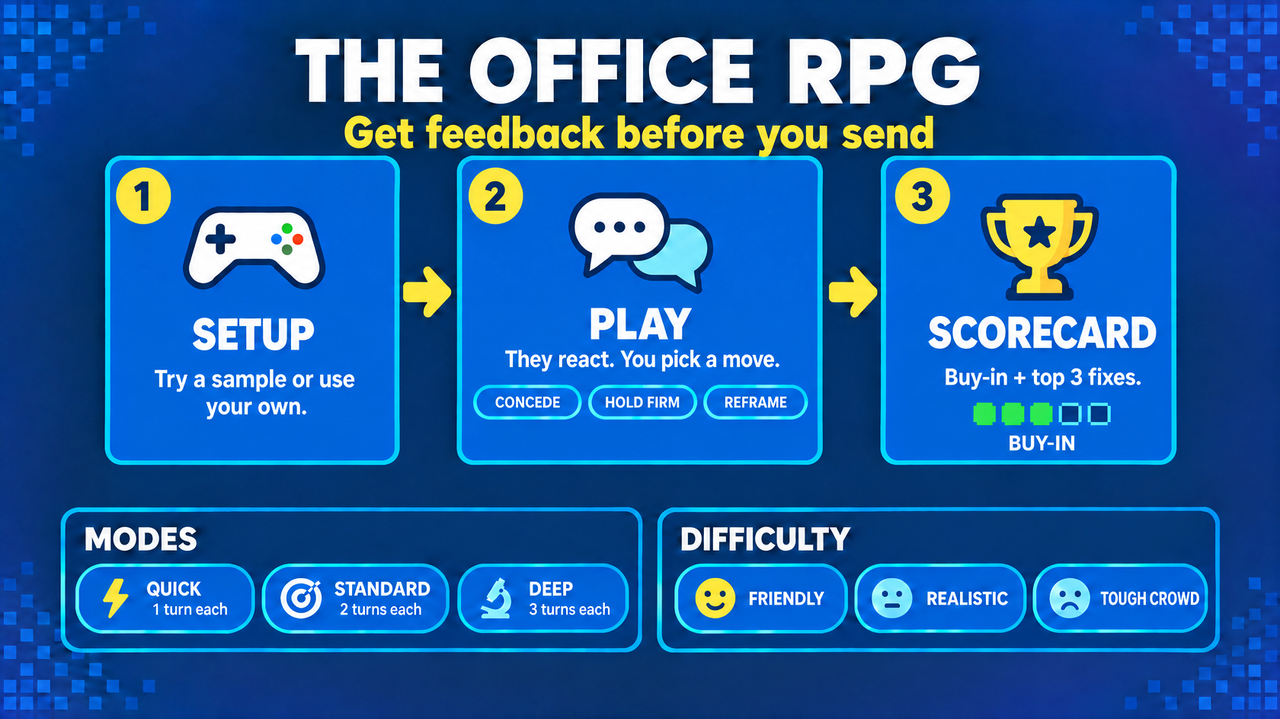 THE OFFICE RPG
Get feedback before you send
1
SETUP
Try a sample or use
your own.
2
PLAY
They react. You pick a move.
CONCEDE
HOLD FIRM
REFRAME
3
SCORECARD
Buy-in + top 3 fixes.
BUY-IN
MODES
QUICK
1 turn each
STANDARD
2 turns each
DEEP
3 turns each
DIFFICULTY
FRIENDLY
REALISTIC
TOUGH CROWD